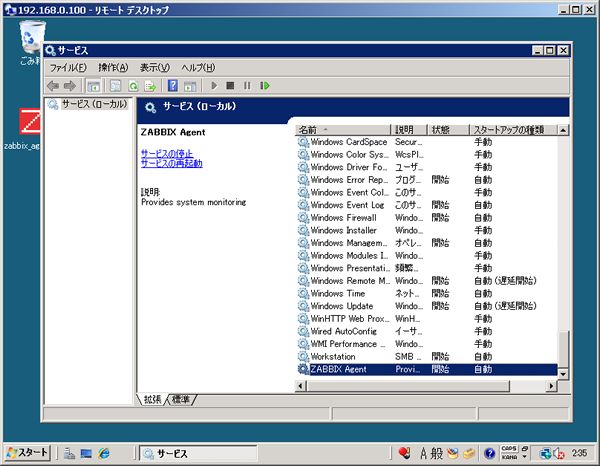 192.168.0.100 - リモート デスクトップ
ごみ箱
zabbix_ag
サービス
ファイル(F) 操作(A) 表示(V) ヘルプ(H)
サービス (ローカル)
サービス (ローカル)
ZABBIX Agent
サービスの停止
サービスの再起動
説明:
Provides system monitoring
名前 説明 状態 スタートアップの種類
Windows CardSpace Secur... 手動
Windows Color Sys... WcsPl... 手動
Windows Driver Fo... ユーザ... 手動
Windows Error Rep... プログ... 開始 自動
Windows Event Col... このサ... 手動
Windows Event Log このサ... 開始 自動
Windows Firewall Windo... 開始 自動
Windows Installer Windo... 手動
Windows Managem... オペレ... 開始 自動
Windows Modules I... Windo... 手動
Windows Presentati... 頻繁... 手動
Windows Remote M... Windo... 開始 自動 (遅延開始)
Windows Time ネット... 開始 自動
Windows Update Windo... 開始 自動 (遅延開始)
WinHTTP Web Prox... WinH... 手動
Wired AutoConfig イーサ... 手動
WMI Performance ... Windo... 手動
Workstation SMB ... 開始 自動
ZABBIX Agent Provi... 開始 自動
拡張 標準
スタート サービス A 般 CAPS KANA 2:35